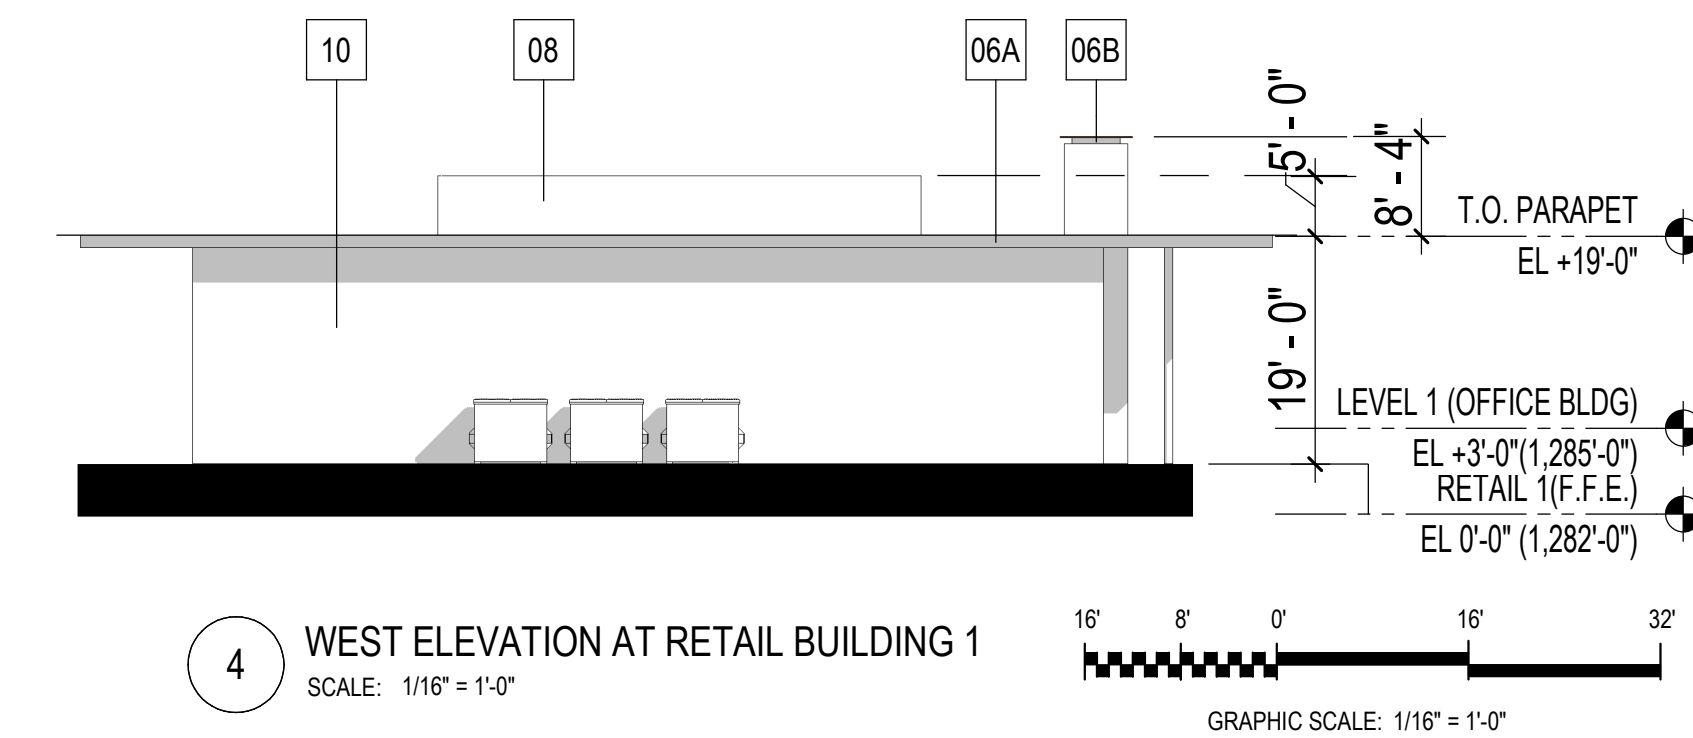 10
08
06A
06B
5' - 0"
8' - 4"
T.O. PARAPET
EL +19'-0"
19' - 0"
LEVEL 1 (OFFICE BLDG)
EL +3'-0"(1,285'-0")
RETAIL 1(F.F.E.)
EL 0'-0" (1,282'-0")
4
WEST ELEVATION AT RETAIL BUILDING 1
SCALE: 1/16" = 1'-0"
16' 8' 0' 16' 32'
GRAPHIC SCALE: 1/16" = 1'-0"